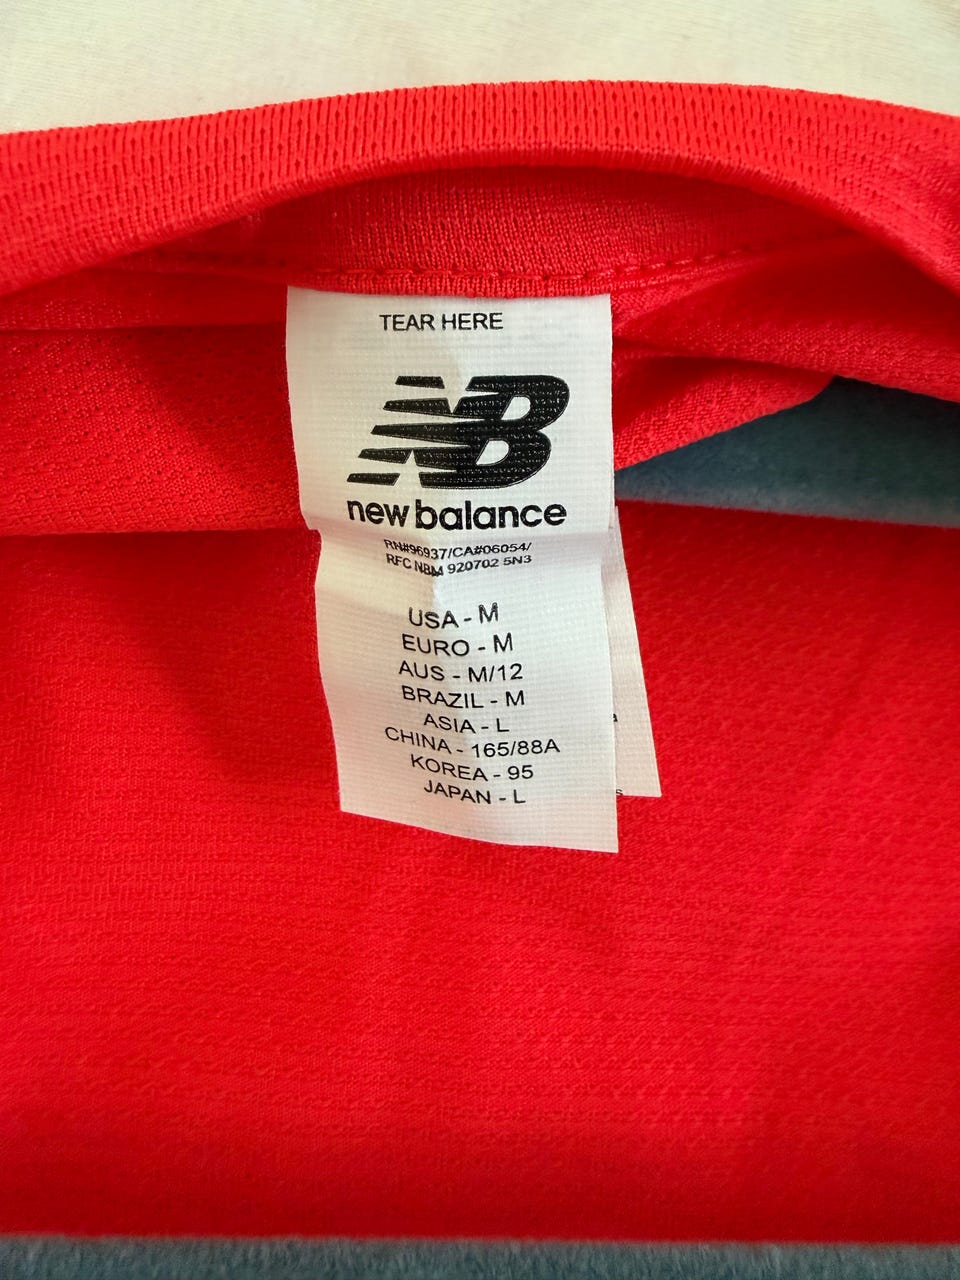 TEAR HERE
NB
new balance
RN#96937/CA#06054/
RFC NBM 920702 5N3
USA - M
EURO - M
AUS - M/12
BRAZIL - M
ASIA - L
CHINA - 165/88A
KOREA - 95
JAPAN - L
a
s